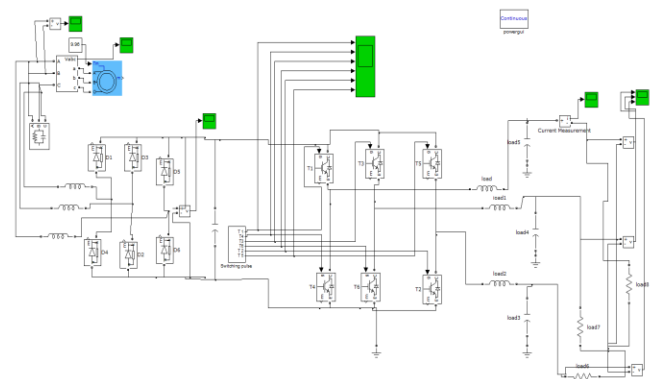 Continuous
powergui
Vabc
A
B
C
a
b
c
D1
D3
D5
D4
D2
D6
Switching pulse
T1
T3
T5
T4
T6
T2
load
load1
load2
load5
load4
load3
Current Measurement
load7
load8
load6